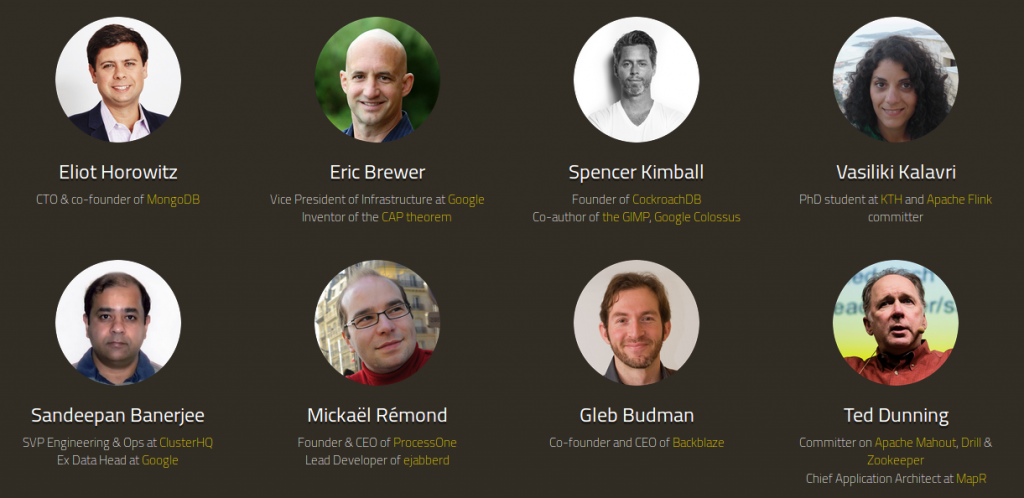 Eliot Horowitz
CTO & co-founder of MongoDB
Eric Brewer
Vice President of Infrastructure at Google
Inventor of the CAP theorem
Spencer Kimball
Founder of CockroachDB
Co-author of the GIMP, Google Colossus
Vasiliki Kalavri
PhD student at KTH and Apache Flink
committer
Sandeepan Banerjee
SVP Engineering & Ops at ClusterHQ
Ex Data Head at Google
Mickaël Rémond
Founder & CEO of ProcessOne
Lead Developer of ejabberd
Gleb Budman
Co-founder and CEO of Backblaze
Ted Dunning
Committer on Apache Mahout, Drill &
Zookeeper
Chief Application Architect at MapR